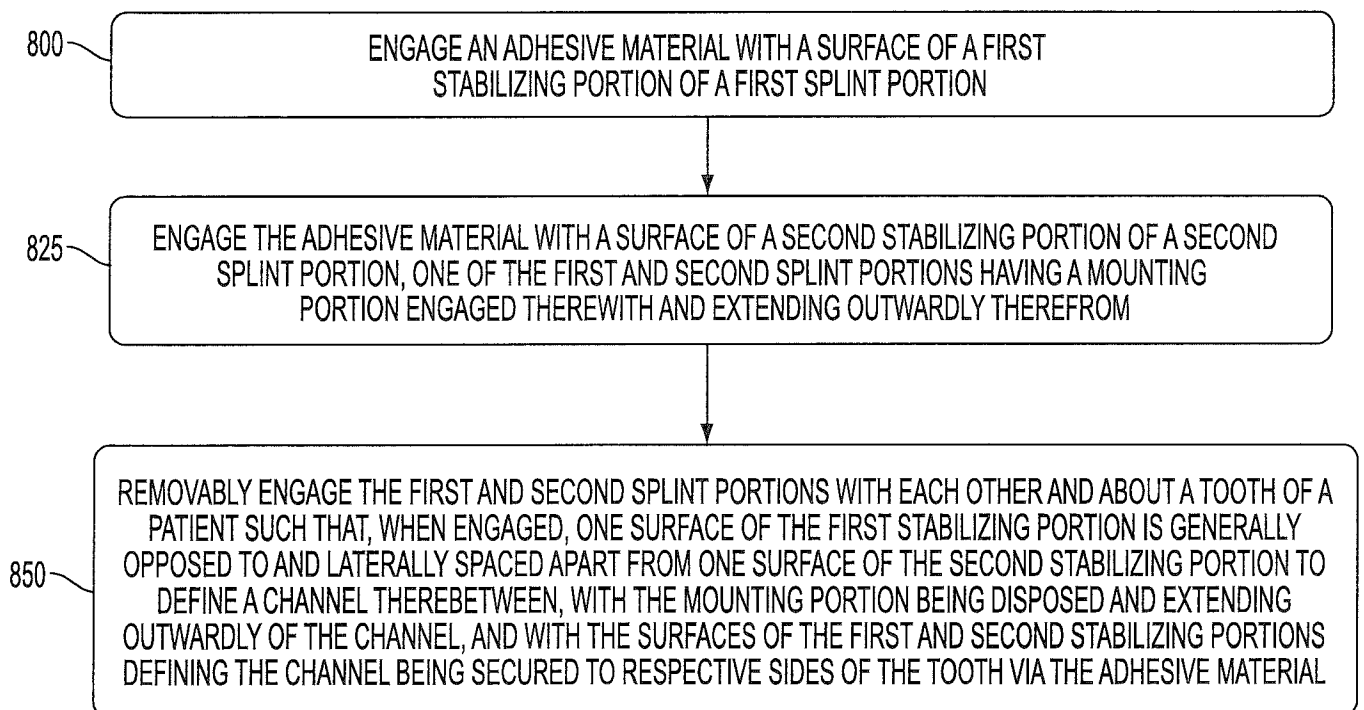 800
ENGAGE AN ADHESIVE MATERIAL WITH A SURFACE OF A FIRST
STABILIZING PORTION OF A FIRST SPLINT PORTION
825
ENGAGE THE ADHESIVE MATERIAL WITH A SURFACE OF A SECOND STABILIZING PORTION OF A SECOND
SPLINT PORTION, ONE OF THE FIRST AND SECOND SPLINT PORTIONS HAVING A MOUNTING
PORTION ENGAGED THEREWITH AND EXTENDING OUTWARDLY THEREFROM
850
REMOVABLY ENGAGE THE FIRST AND SECOND SPLINT PORTIONS WITH EACH OTHER AND ABOUT A TOOTH OF A
PATIENT SUCH THAT, WHEN ENGAGED, ONE SURFACE OF THE FIRST STABILIZING PORTION IS GENERALLY
OPPOSED TO AND LATERALLY SPACED APART FROM ONE SURFACE OF THE SECOND STABILIZING PORTION TO
DEFINE A CHANNEL THEREBETWEEN, WITH THE MOUNTING PORTION BEING DISPOSED AND EXTENDING
OUTWARDLY OF THE CHANNEL, AND WITH THE SURFACES OF THE FIRST AND SECOND STABILIZING PORTIONS
DEFINING THE CHANNEL BEING SECURED TO RESPECTIVE SIDES OF THE TOOTH VIA THE ADHESIVE MATERIAL